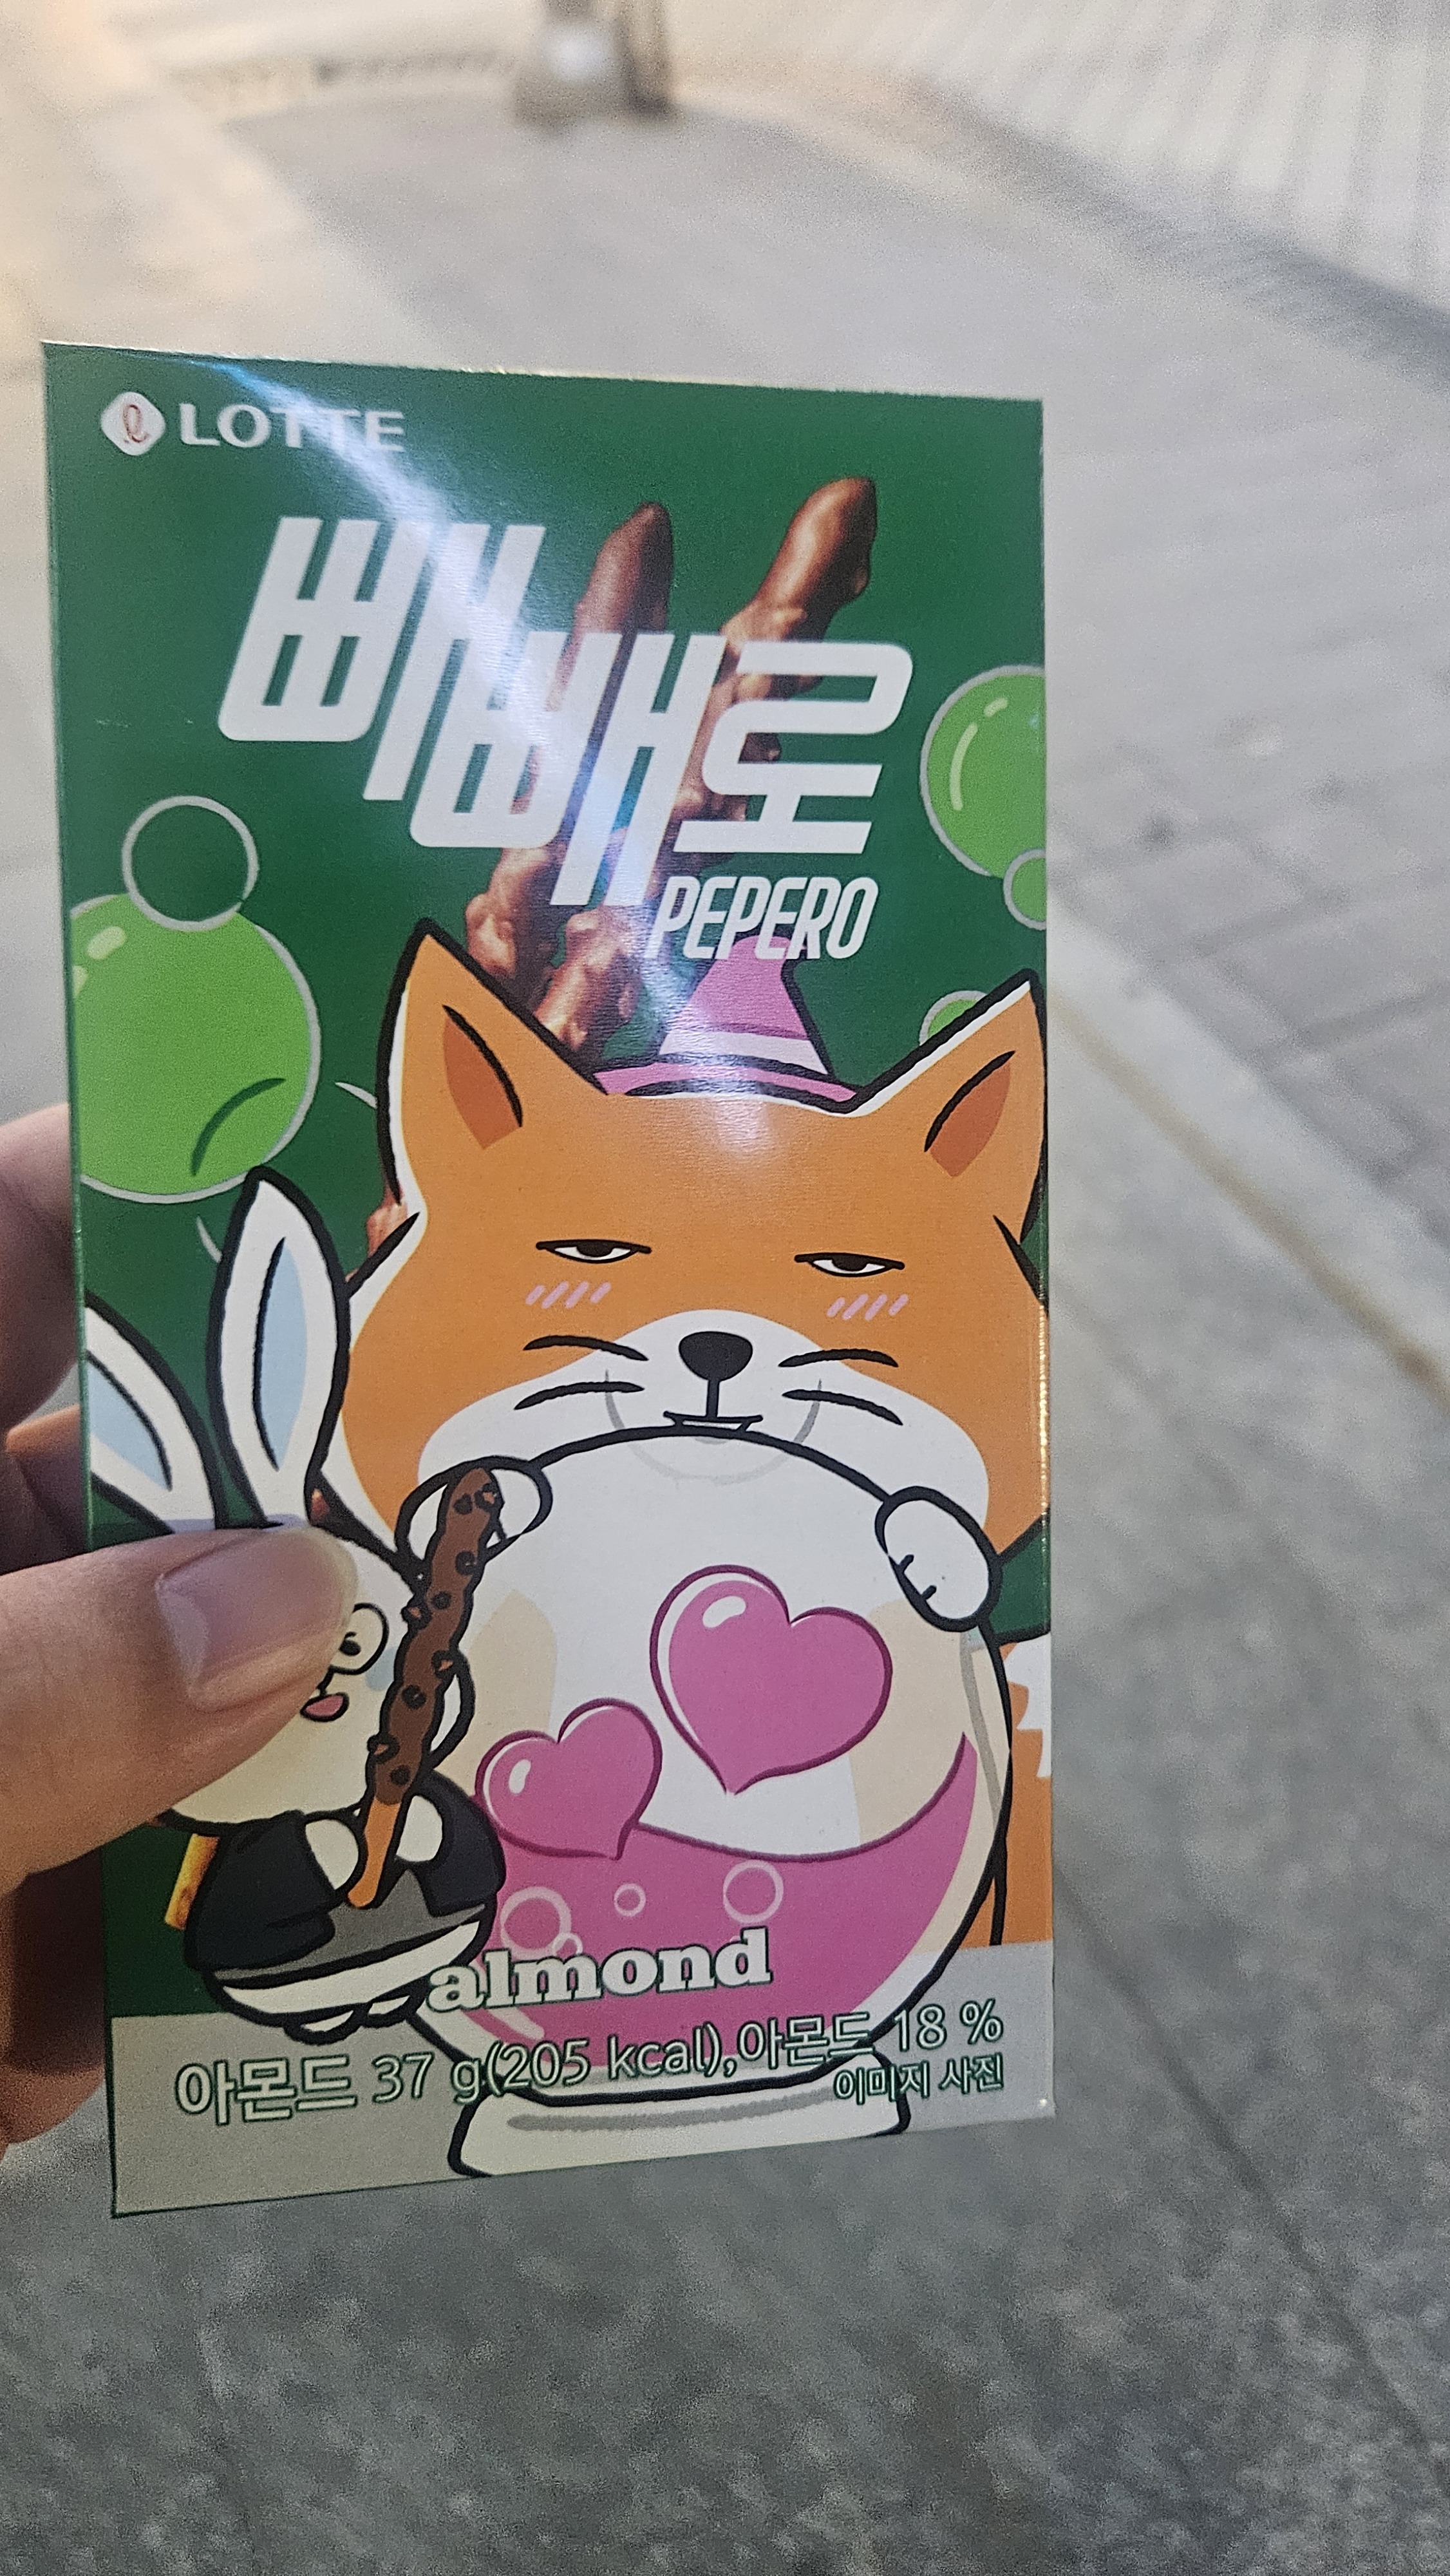 LOTTE
빼빼로
PEPERO
almond
아몬드 37 g(205 kcal),아몬드 18 %
이미지 사진